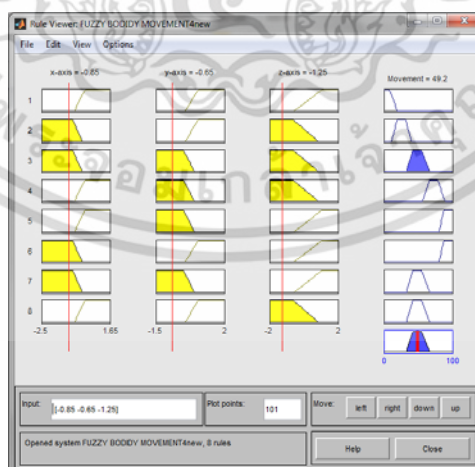 Rule Viewer: FUZZY BOOIDY MOVEMENT4new
File Edit View Options
x-axis = -0.85 y-axis = -0.65 z-axis = -1.25 Movement = 49.2
1
2
3
4
5
6
7
8
-2.5 1.65 -1.5 2 -2 2
0 100
Input: [-0.85 -0.65 -1.25] Plot points: 101 Move: left right down up
Opened system FUZZY BOOIDY MOVEMENT4new, 8 rules Help Close